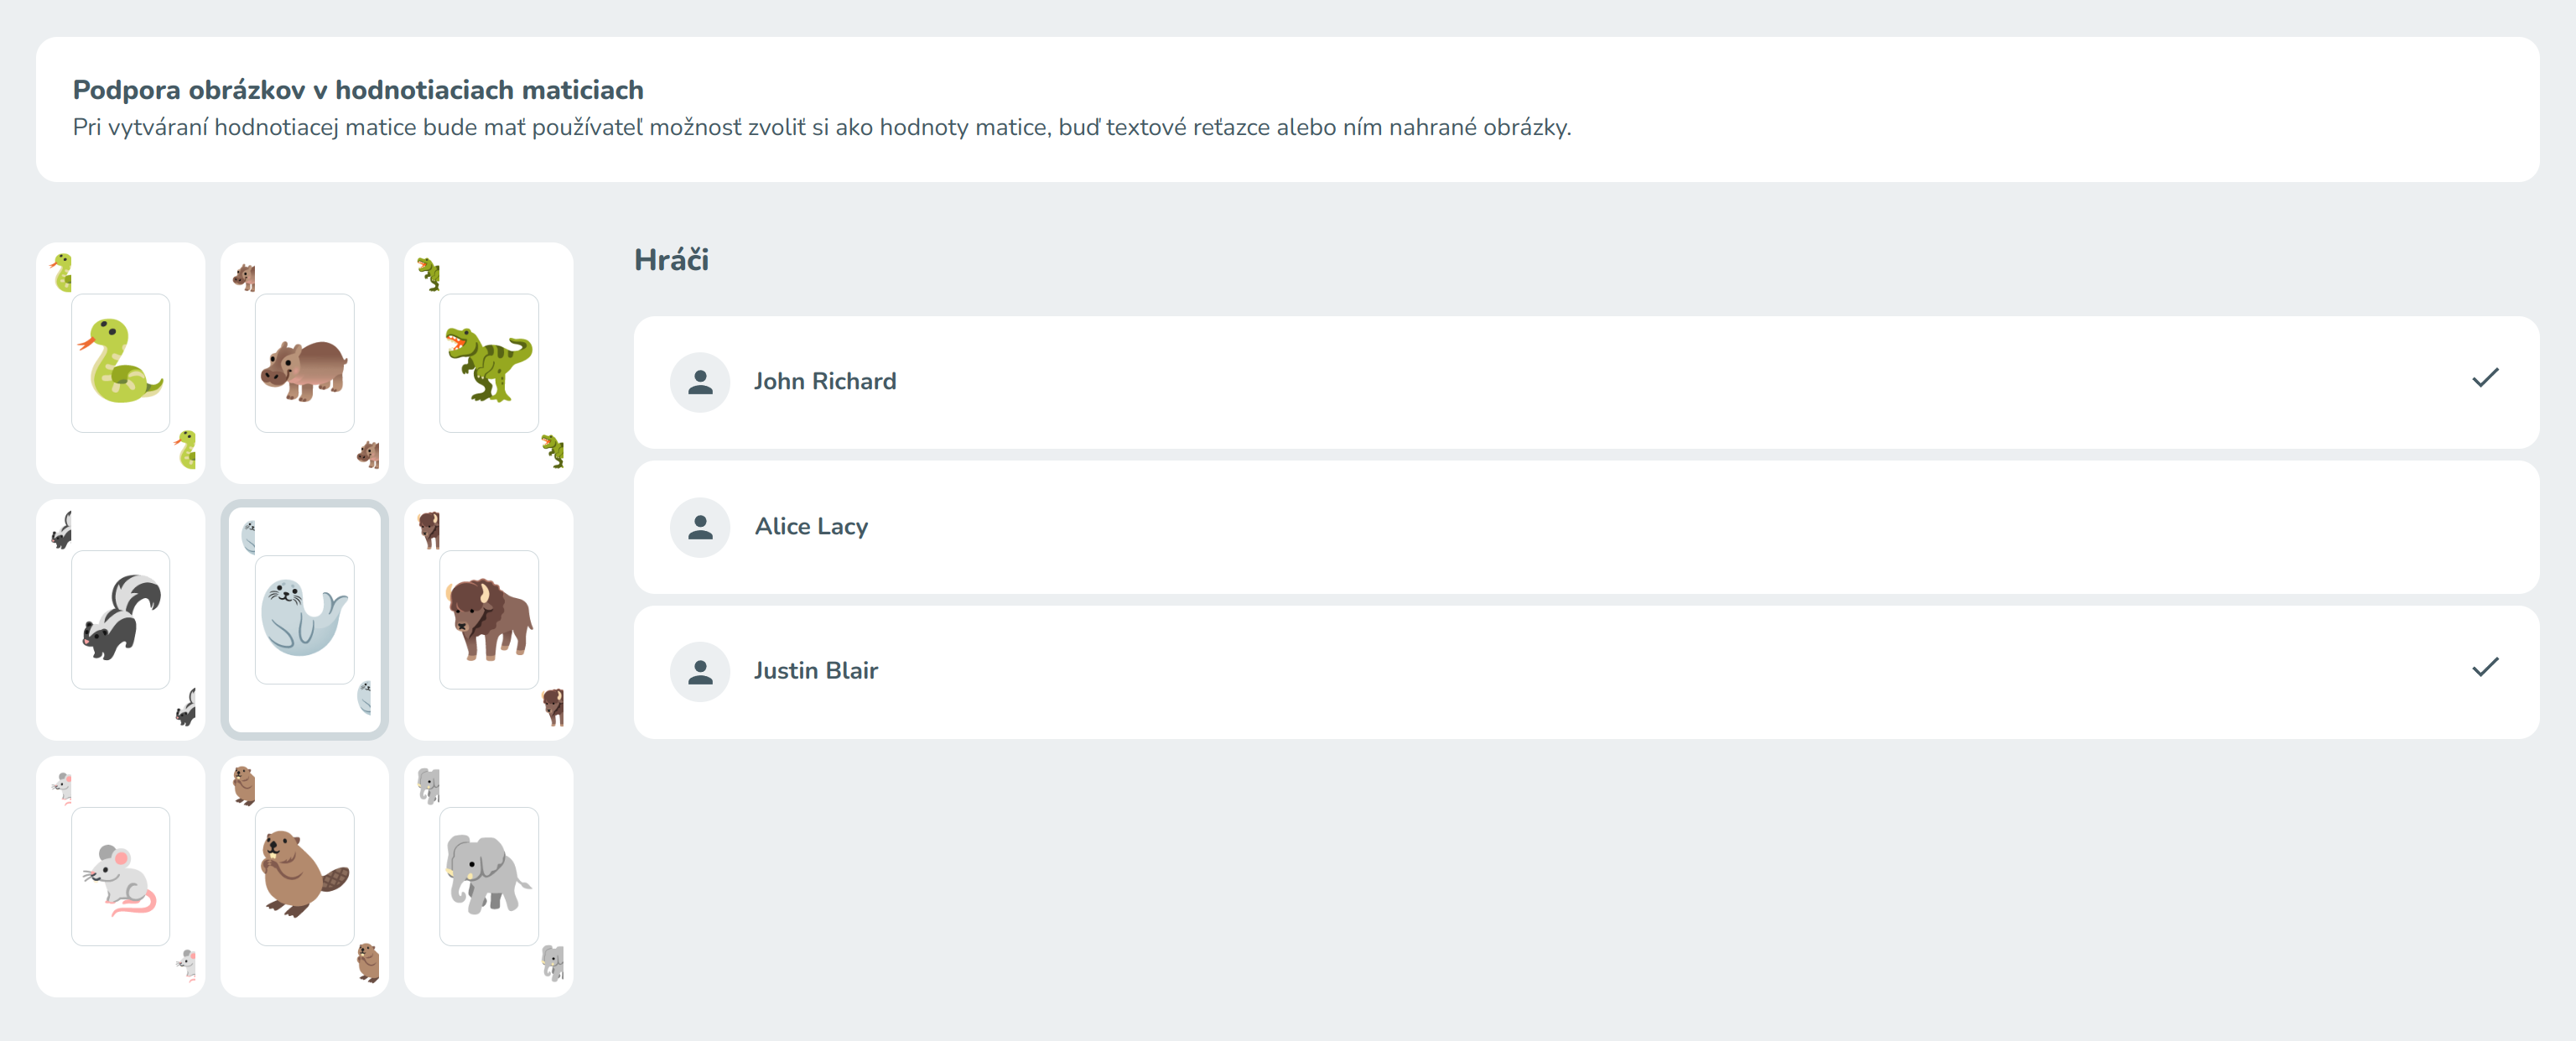 Podpora obrázkov v hodnotiaciach maticiach
Pri vytváraní hodnotiacej matice bude mať používateľ možnosť zvoliť si ako hodnoty matice, buď textové reťazce alebo ním nahrané obrázky.
Hráči
John Richard
Alice Lacy
Justin Blair